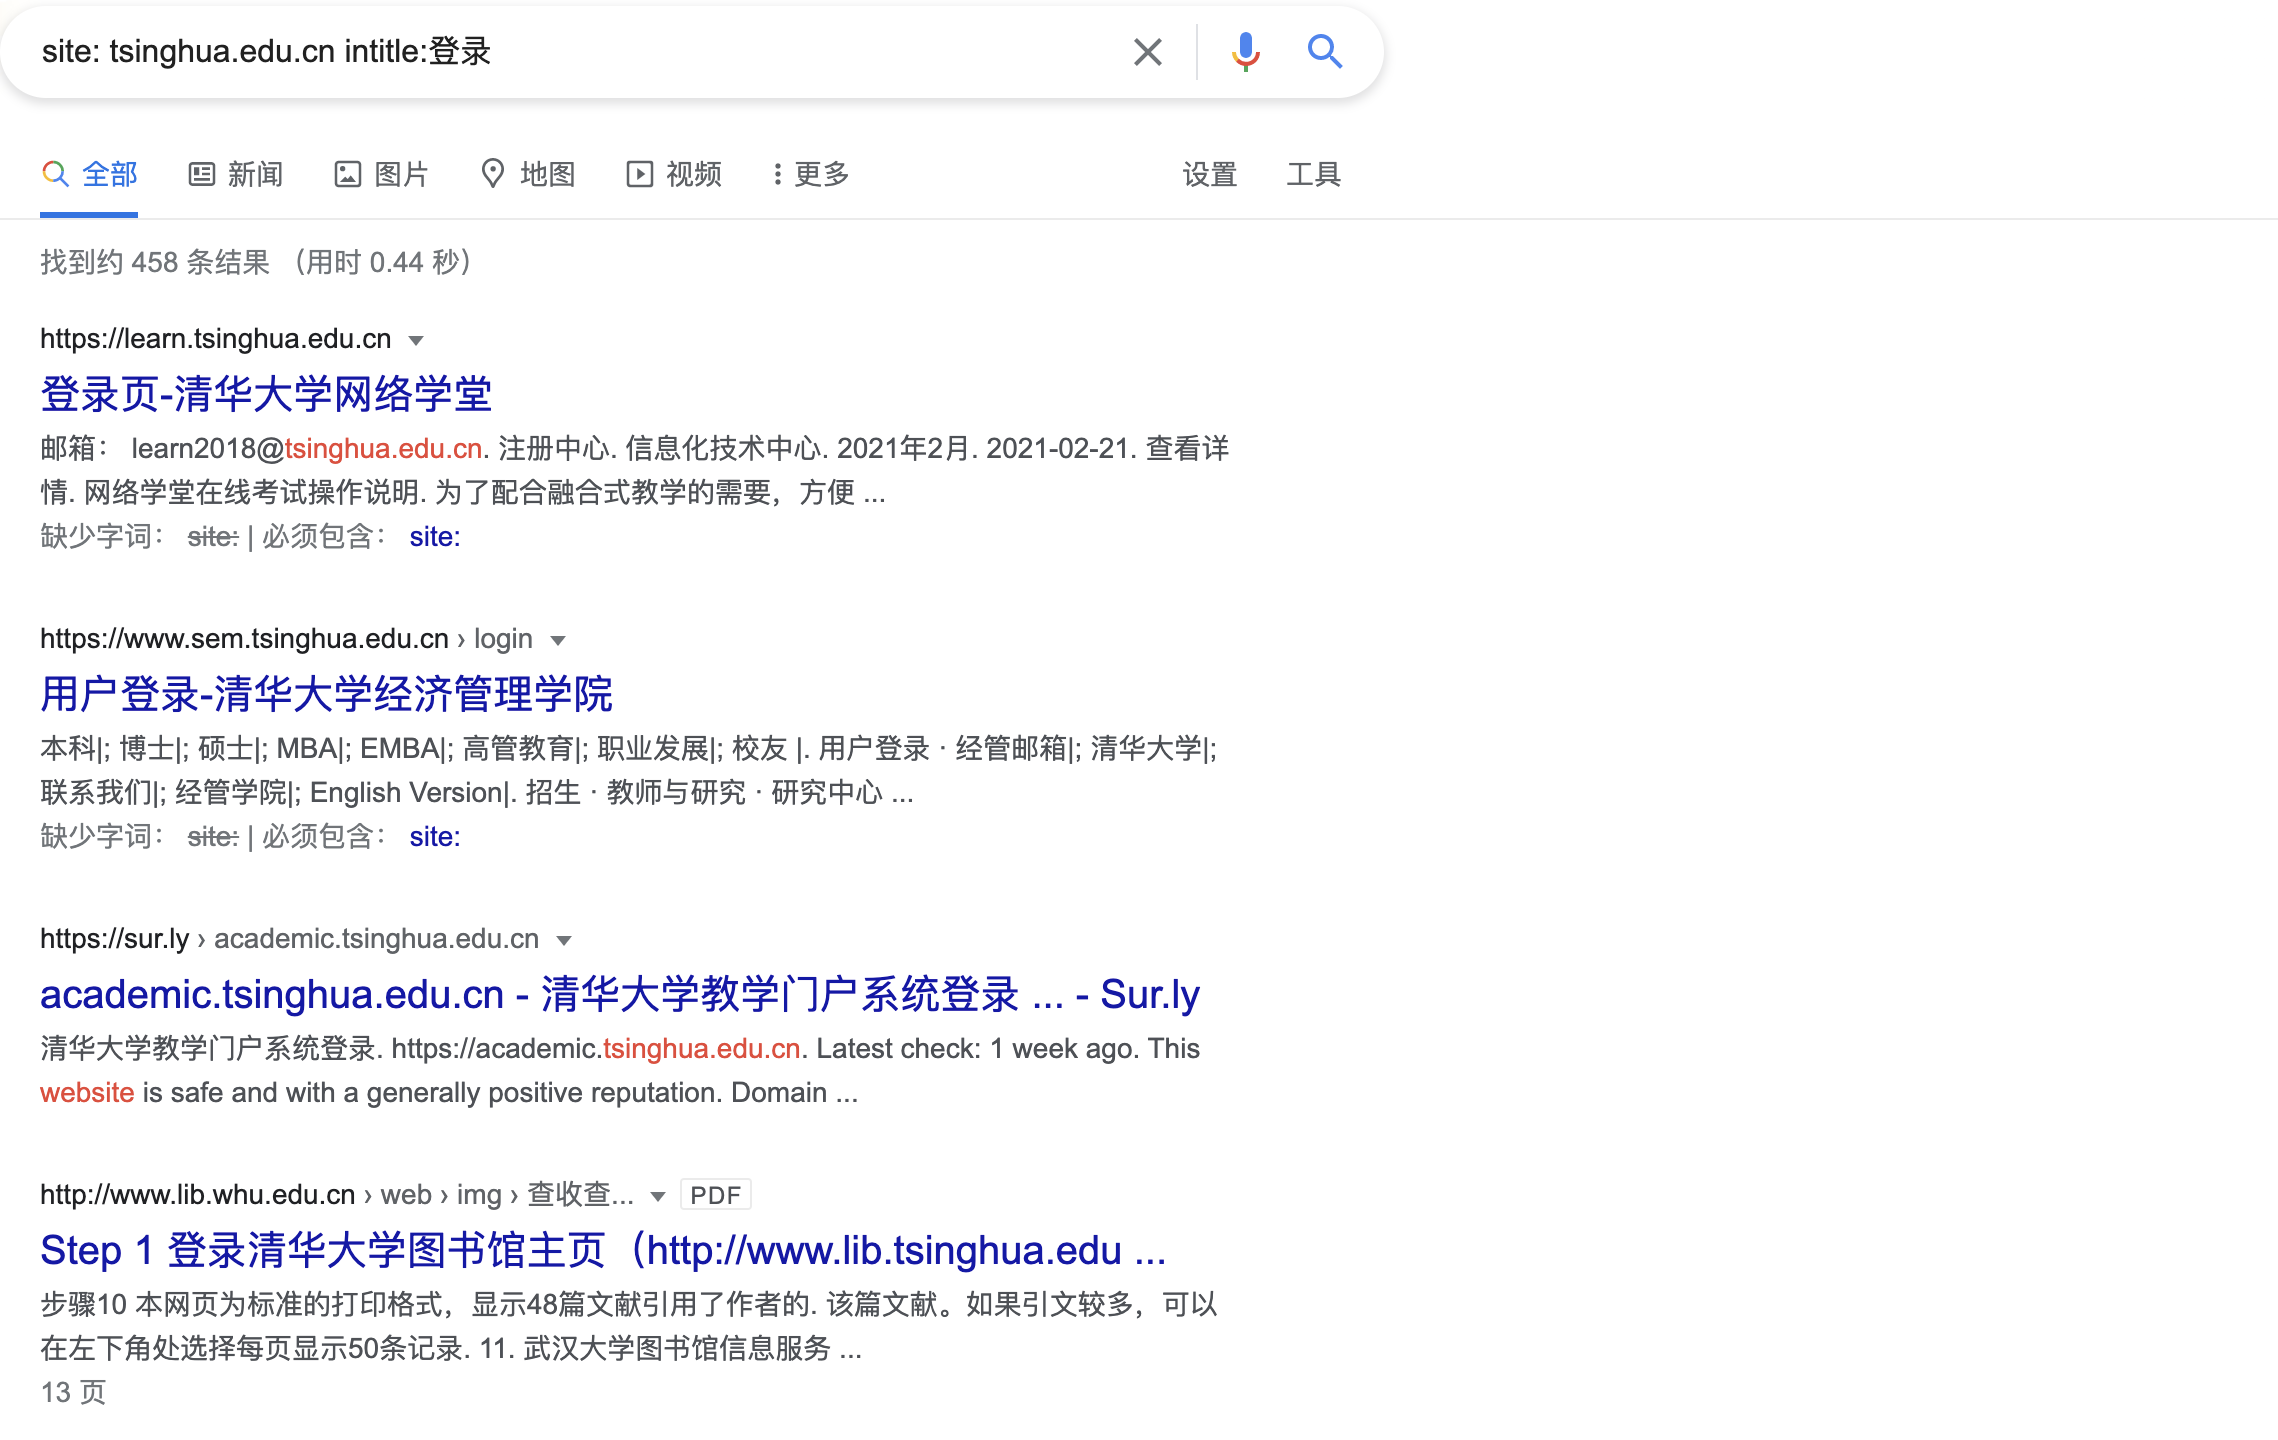 site: tsinghua.edu.cn intitle:登录
全部 新闻 图片 地图 视频 更多 设置 工具
找到约 458 条结果 （用时 0.44 秒）
https://learn.tsinghua.edu.cn
登录页-清华大学网络学堂
邮箱： learn2018@tsinghua.edu.cn. 注册中心. 信息化技术中心. 2021年2月. 2021-02-21. 查看详
情. 网络学堂在线考试操作说明. 为了配合融合式教学的需要，方便 ...
缺少字词： site: | 必须包含： site:
https://www.sem.tsinghua.edu.cn › login
用户登录-清华大学经济管理学院
本科|; 博士|; 硕士|; MBA|; EMBA|; 高管教育|; 职业发展|; 校友 |. 用户登录 · 经管邮箱|; 清华大学|;
联系我们|; 经管学院|; English Version|. 招生 · 教师与研究 · 研究中心 ...
缺少字词： site: | 必须包含： site:
https://sur.ly › academic.tsinghua.edu.cn
academic.tsinghua.edu.cn - 清华大学教学门户系统登录 ... - Sur.ly
清华大学教学门户系统登录. https://academic.tsinghua.edu.cn. Latest check: 1 week ago. This
website is safe and with a generally positive reputation. Domain ...
http://www.lib.whu.edu.cn › web › img › 查收查... PDF
Step 1 登录清华大学图书馆主页（http://www.lib.tsinghua.edu ...
步骤10 本网页为标准的打印格式，显示48篇文献引用了作者的. 该篇文献。如果引文较多，可以
在左下角处选择每页显示50条记录. 11. 武汉大学图书馆信息服务 ...
13 页